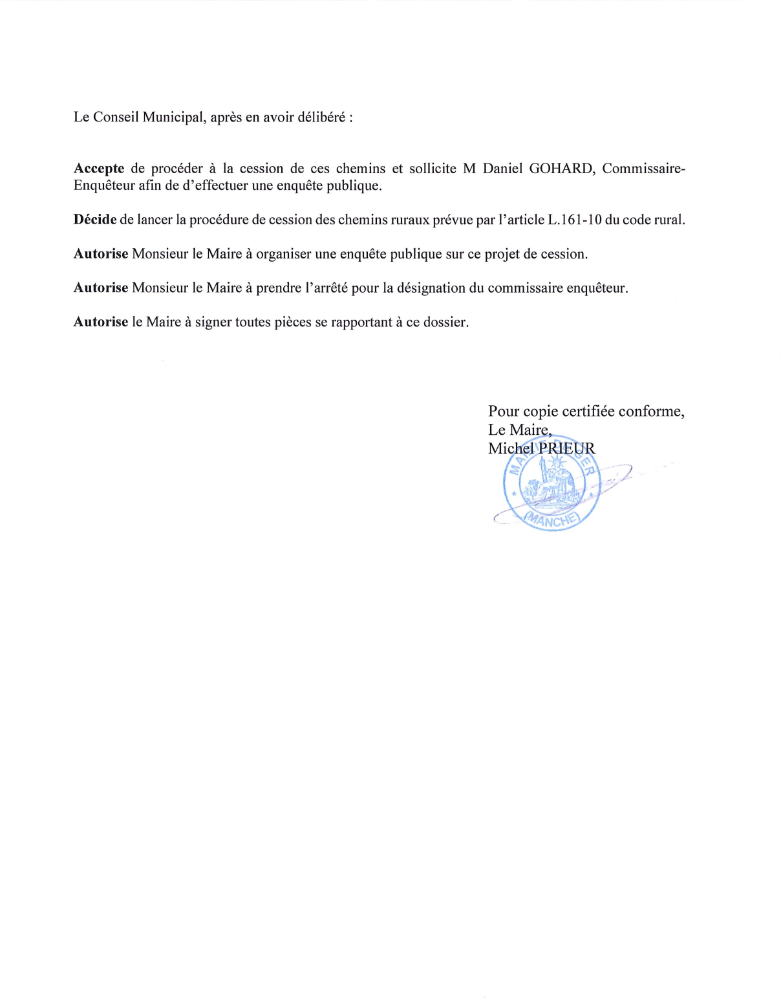 Le Conseil Municipal, après en avoir délibéré :
Accepte de procéder à la cession de ces chemins et sollicite M Daniel GOHARD, Commissaire-
Enquêteur afin de d’effectuer une enquête publique.
Décide de lancer la procédure de cession des chemins ruraux prévue par l’article L.161-10 du code rural.
Autorise Monsieur le Maire à organiser une enquête publique sur ce projet de cession.
Autorise Monsieur le Maire à prendre l’arrêté pour la désignation du commissaire enquêteur.
Autorise le Maire à signer toutes pièces se rapportant à ce dossier.
Pour copie certifiée conforme,
Le Maire,
Michel PRIEUR
MAIRIE DE GER
(MANCHE)